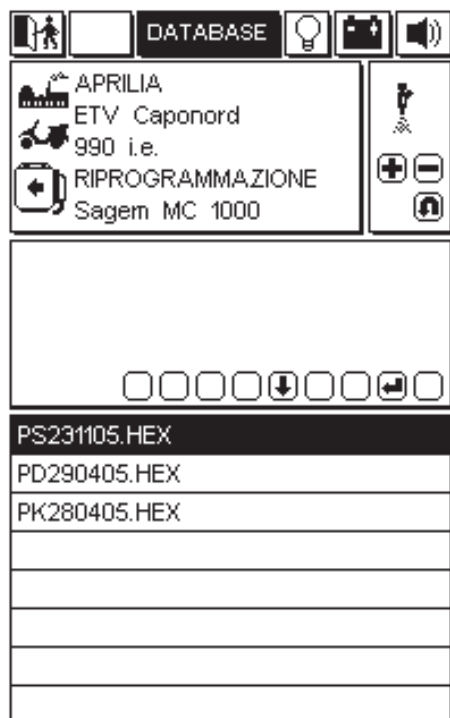 DATABASE
APRILIA
ETV Caponord
990 i.e.
RIPROGRAMMAZIONE
Sagem MC 1000
PS231105.HEX
PD290405.HEX
PK280405.HEX